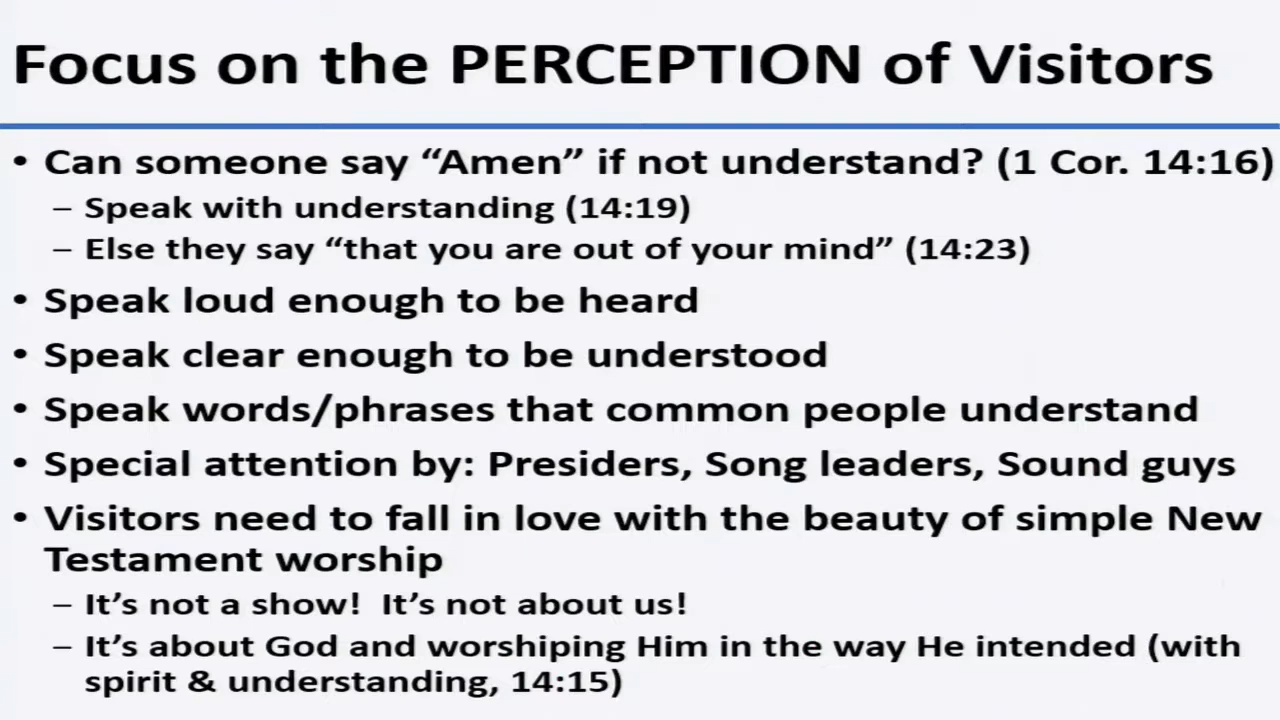 Focus on the PERCEPTION of Visitors
• Can someone say “Amen” if not understand? (1 Cor. 14:16)
– Speak with understanding (14:19)
– Else they say “that you are out of your mind” (14:23)
• Speak loud enough to be heard
• Speak clear enough to be understood
• Speak words/phrases that common people understand
• Special attention by: Presiders, Song leaders, Sound guys
• Visitors need to fall in love with the beauty of simple New
Testament worship
– It’s not a show!  It’s not about us!
– It’s about God and worshiping Him in the way He intended (with
spirit & understanding, 14:15)